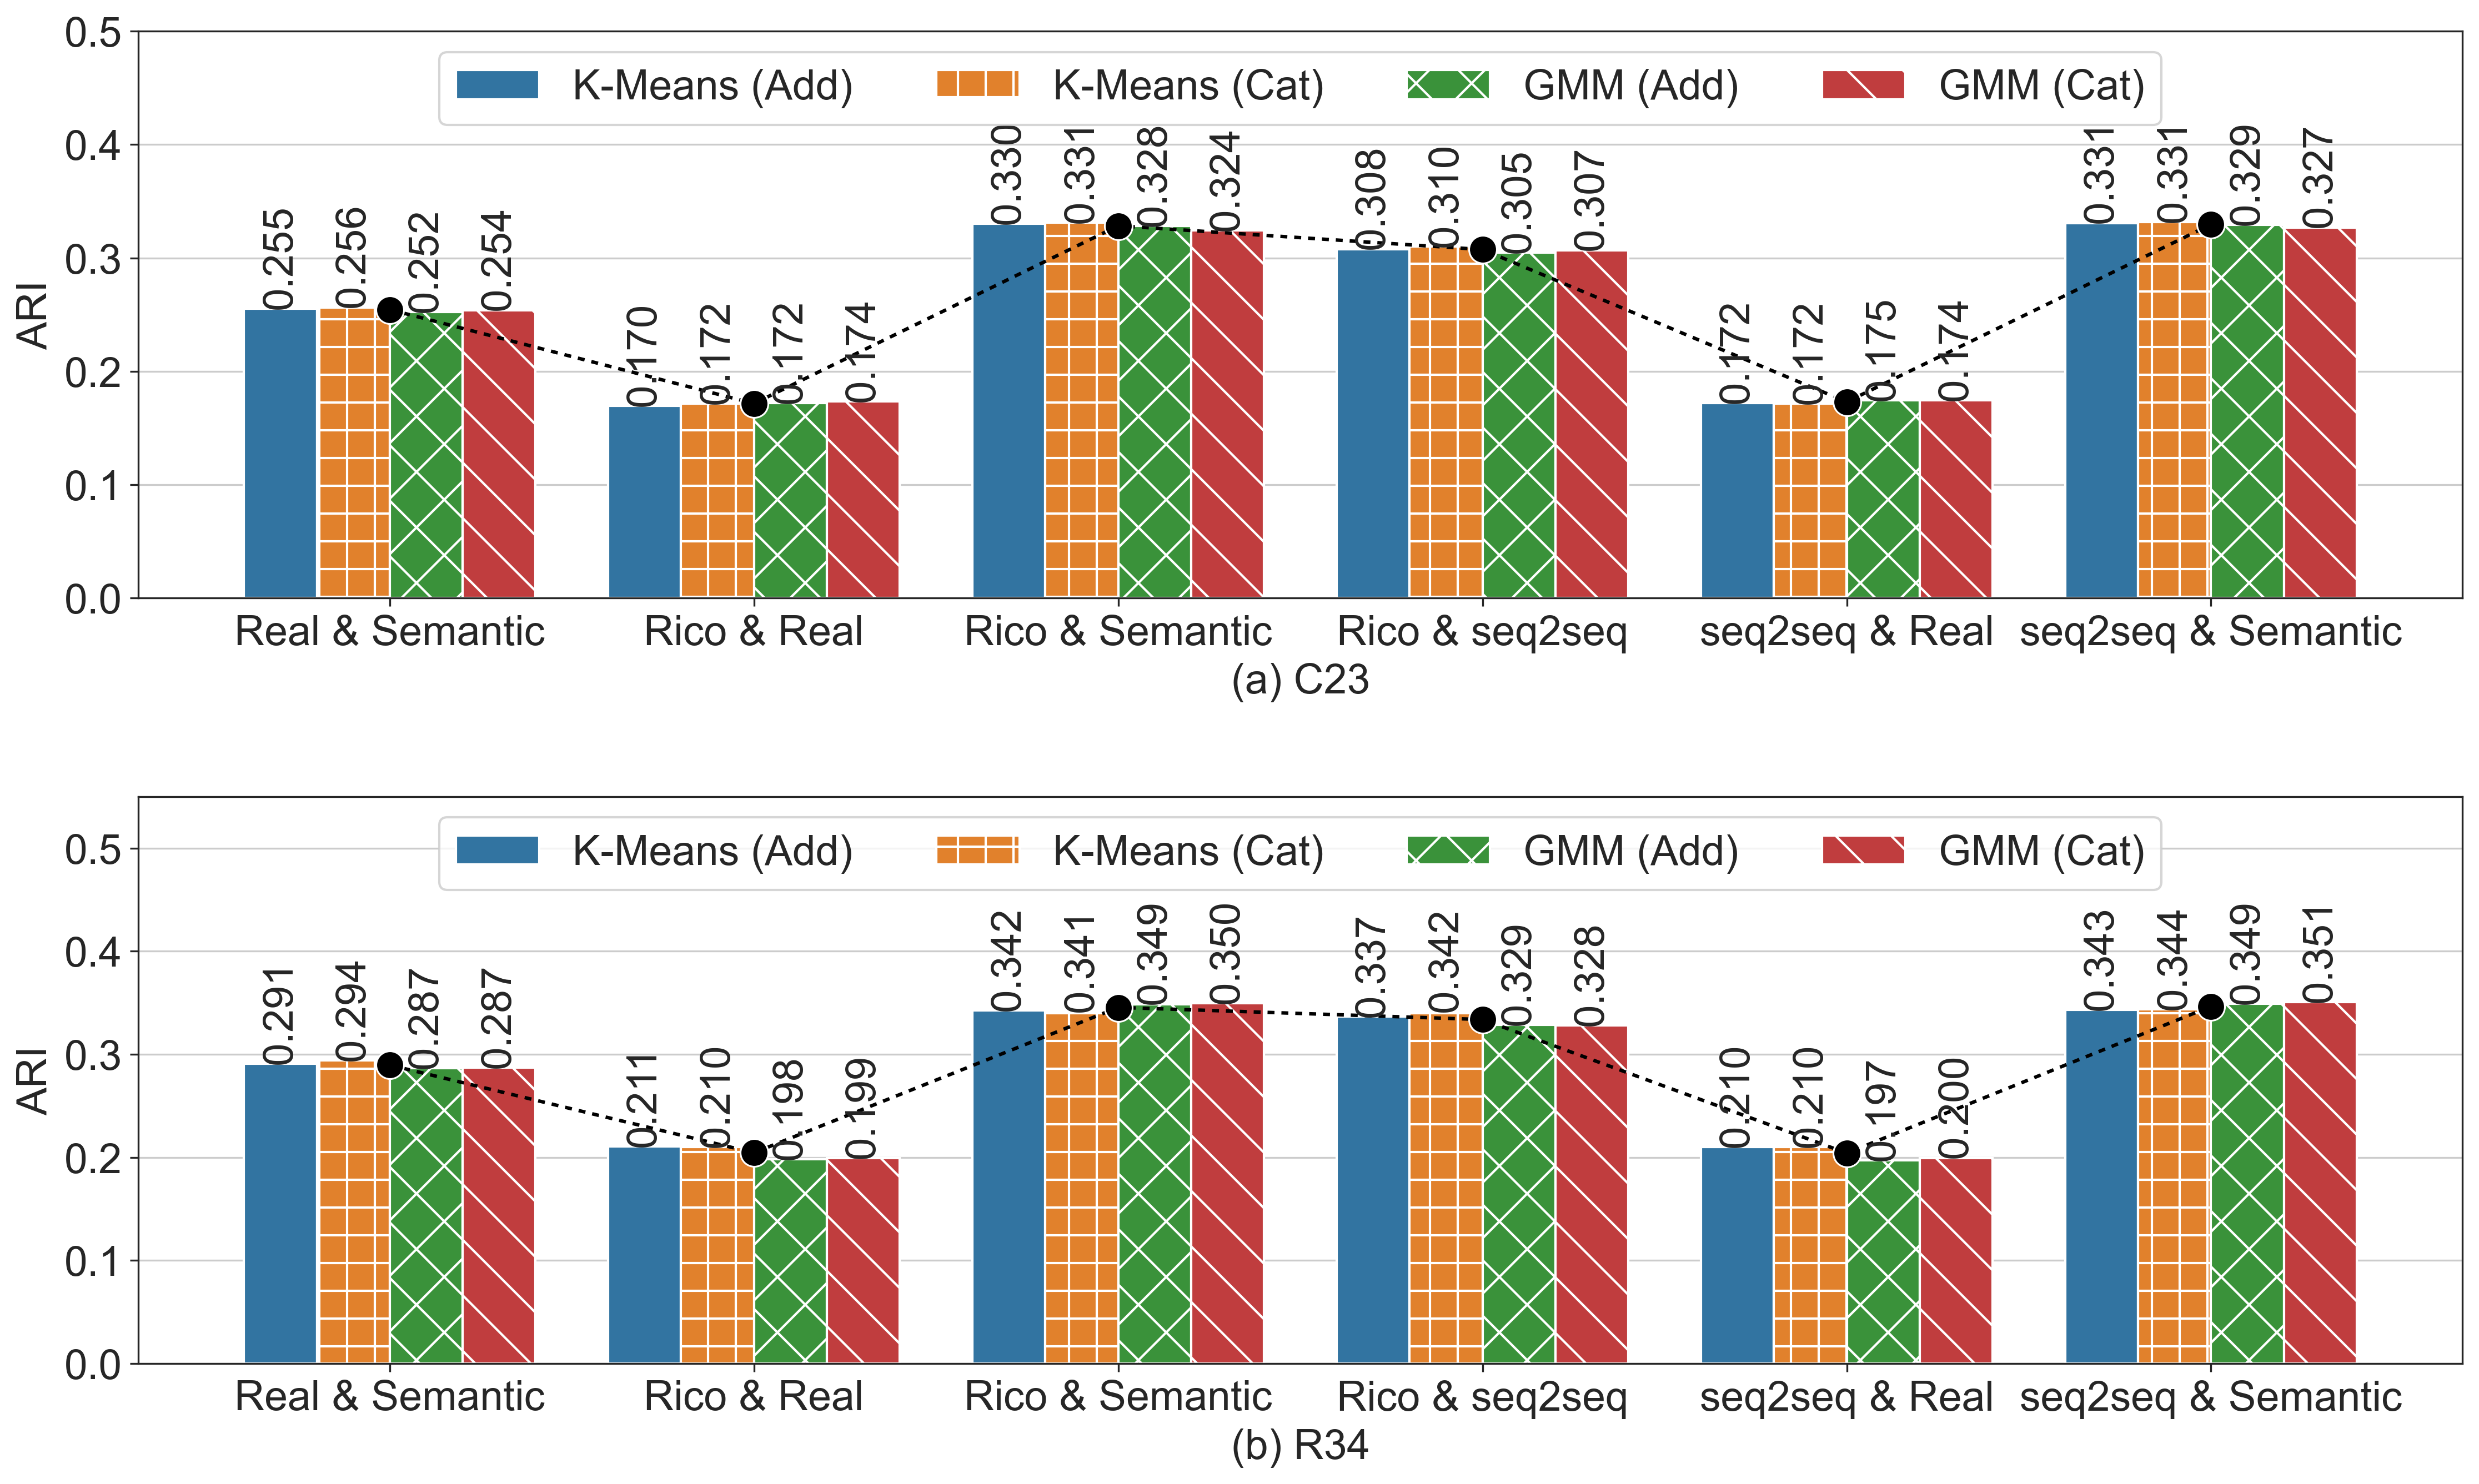 0.5
K-Means (Add) K-Means (Cat) GMM (Add) GMM (Cat)
0.4
0.3
0.2
0.1
0.0
ARI
0.255 0.256 0.252 0.254 0.170 0.172 0.172 0.174 0.330 0.331 0.328 0.324 0.308 0.310 0.305 0.307 0.172 0.172 0.175 0.174 0.331 0.331 0.329 0.327
Real & Semantic Rico & Real Rico & Semantic Rico & seq2seq seq2seq & Real seq2seq & Semantic
(a) C23
0.5
K-Means (Add) K-Means (Cat) GMM (Add) GMM (Cat)
0.4
0.3
0.2
0.1
0.0
ARI
0.291 0.294 0.287 0.287 0.211 0.210 0.198 0.199 0.342 0.341 0.349 0.350 0.337 0.342 0.329 0.328 0.210 0.210 0.197 0.200 0.343 0.344 0.349 0.351
Real & Semantic Rico & Real Rico & Semantic Rico & seq2seq seq2seq & Real seq2seq & Semantic
(b) R34